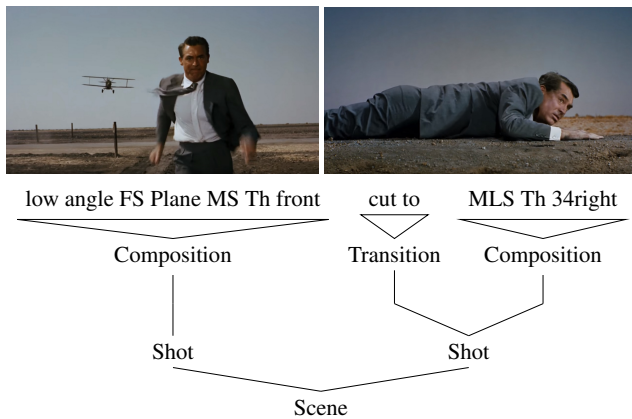 low angle FS Plane MS Th front cut to MLS Th 34right
Composition Transition Composition
Shot Shot
Scene